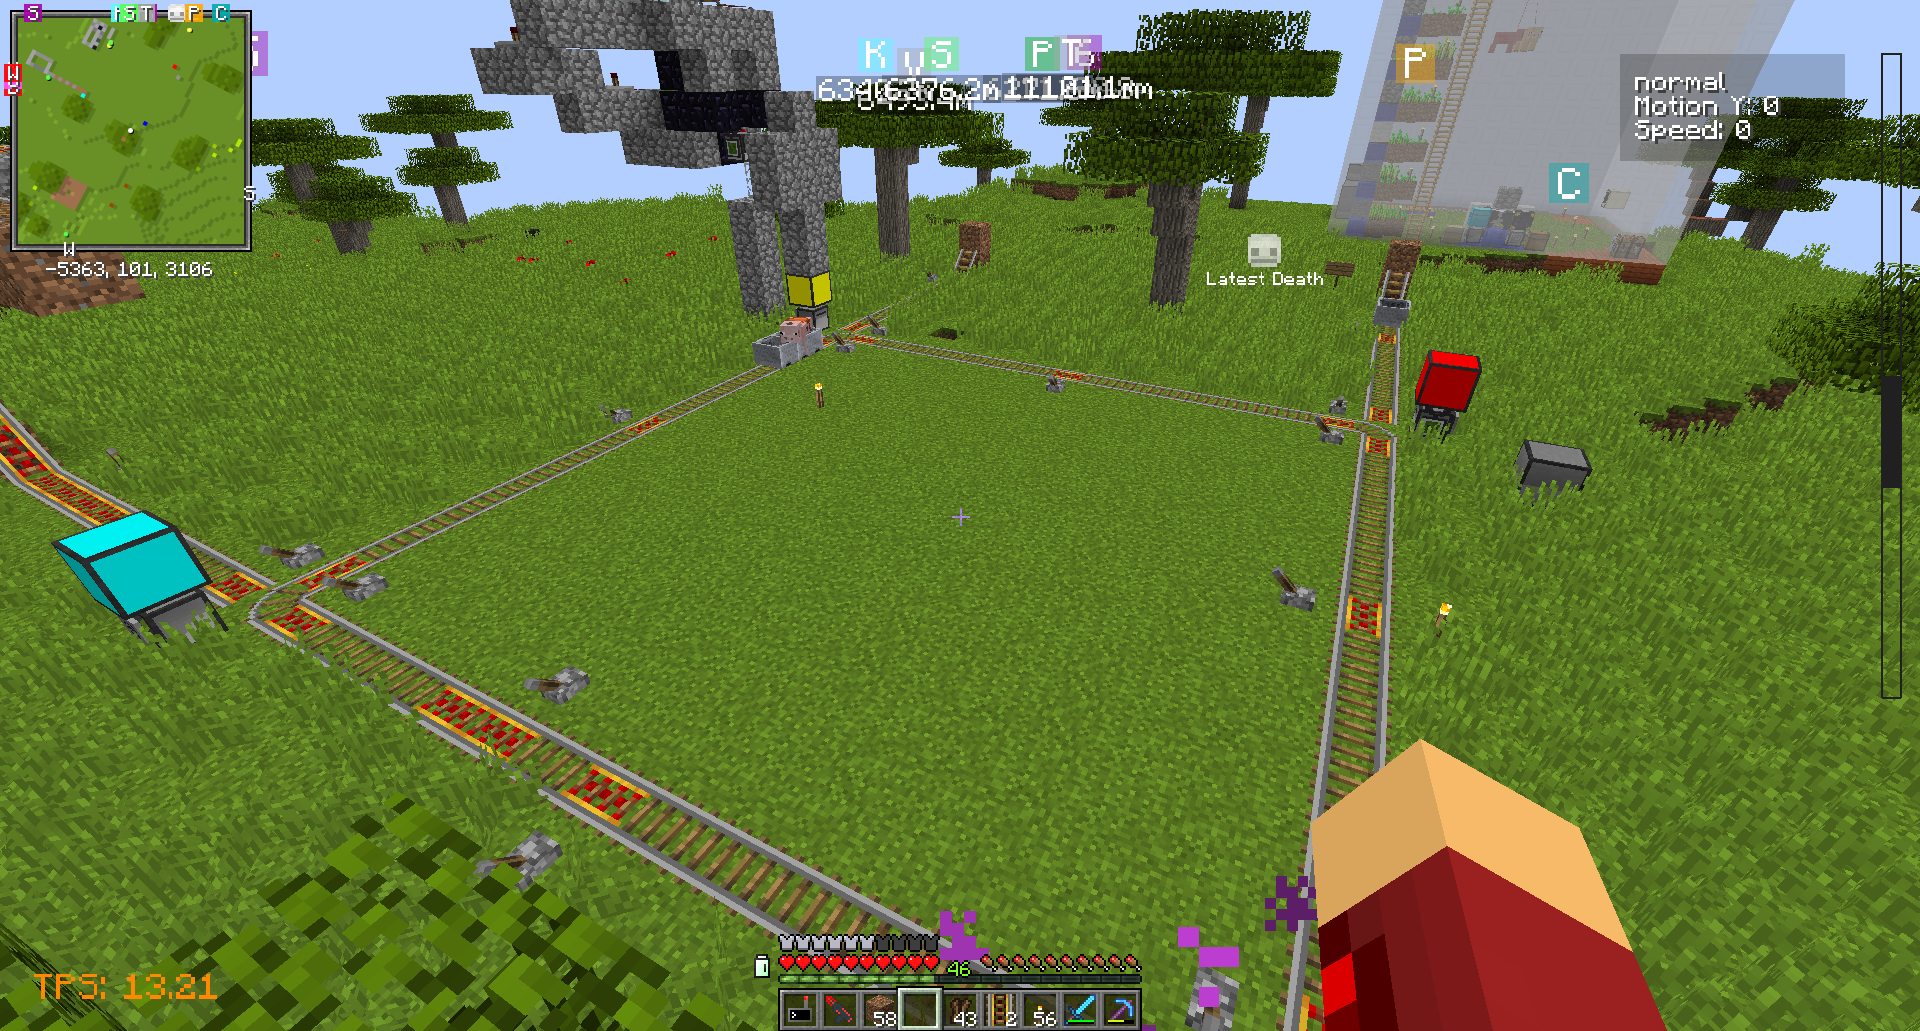 S
S T P C
W
S
W
-5363, 101, 3106
K S P T
P
C
normal
Motion Y: 0
Speed: 0
Latest Death
TPS: 13.21
46
58 43 2 56